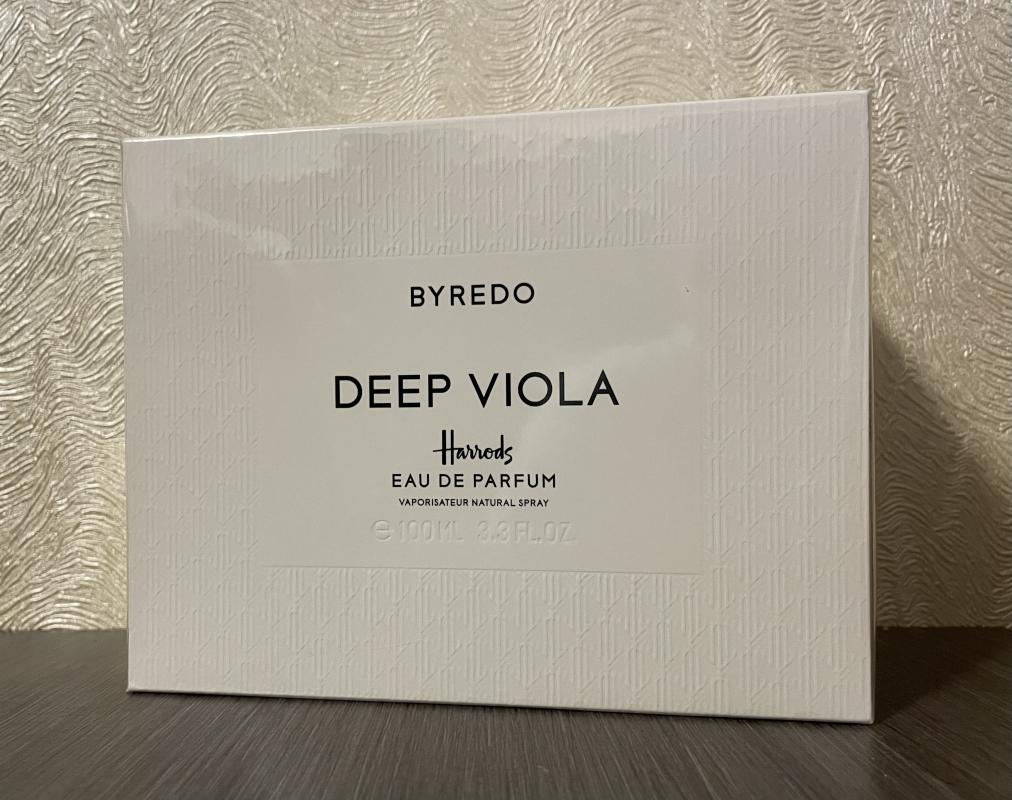 BYREDO
DEEP VIOLA
Harrods
EAU DE PARFUM
VAPORISATEUR NATURAL SPRAY
℮ 100 ML 3.3 FL.OZ.